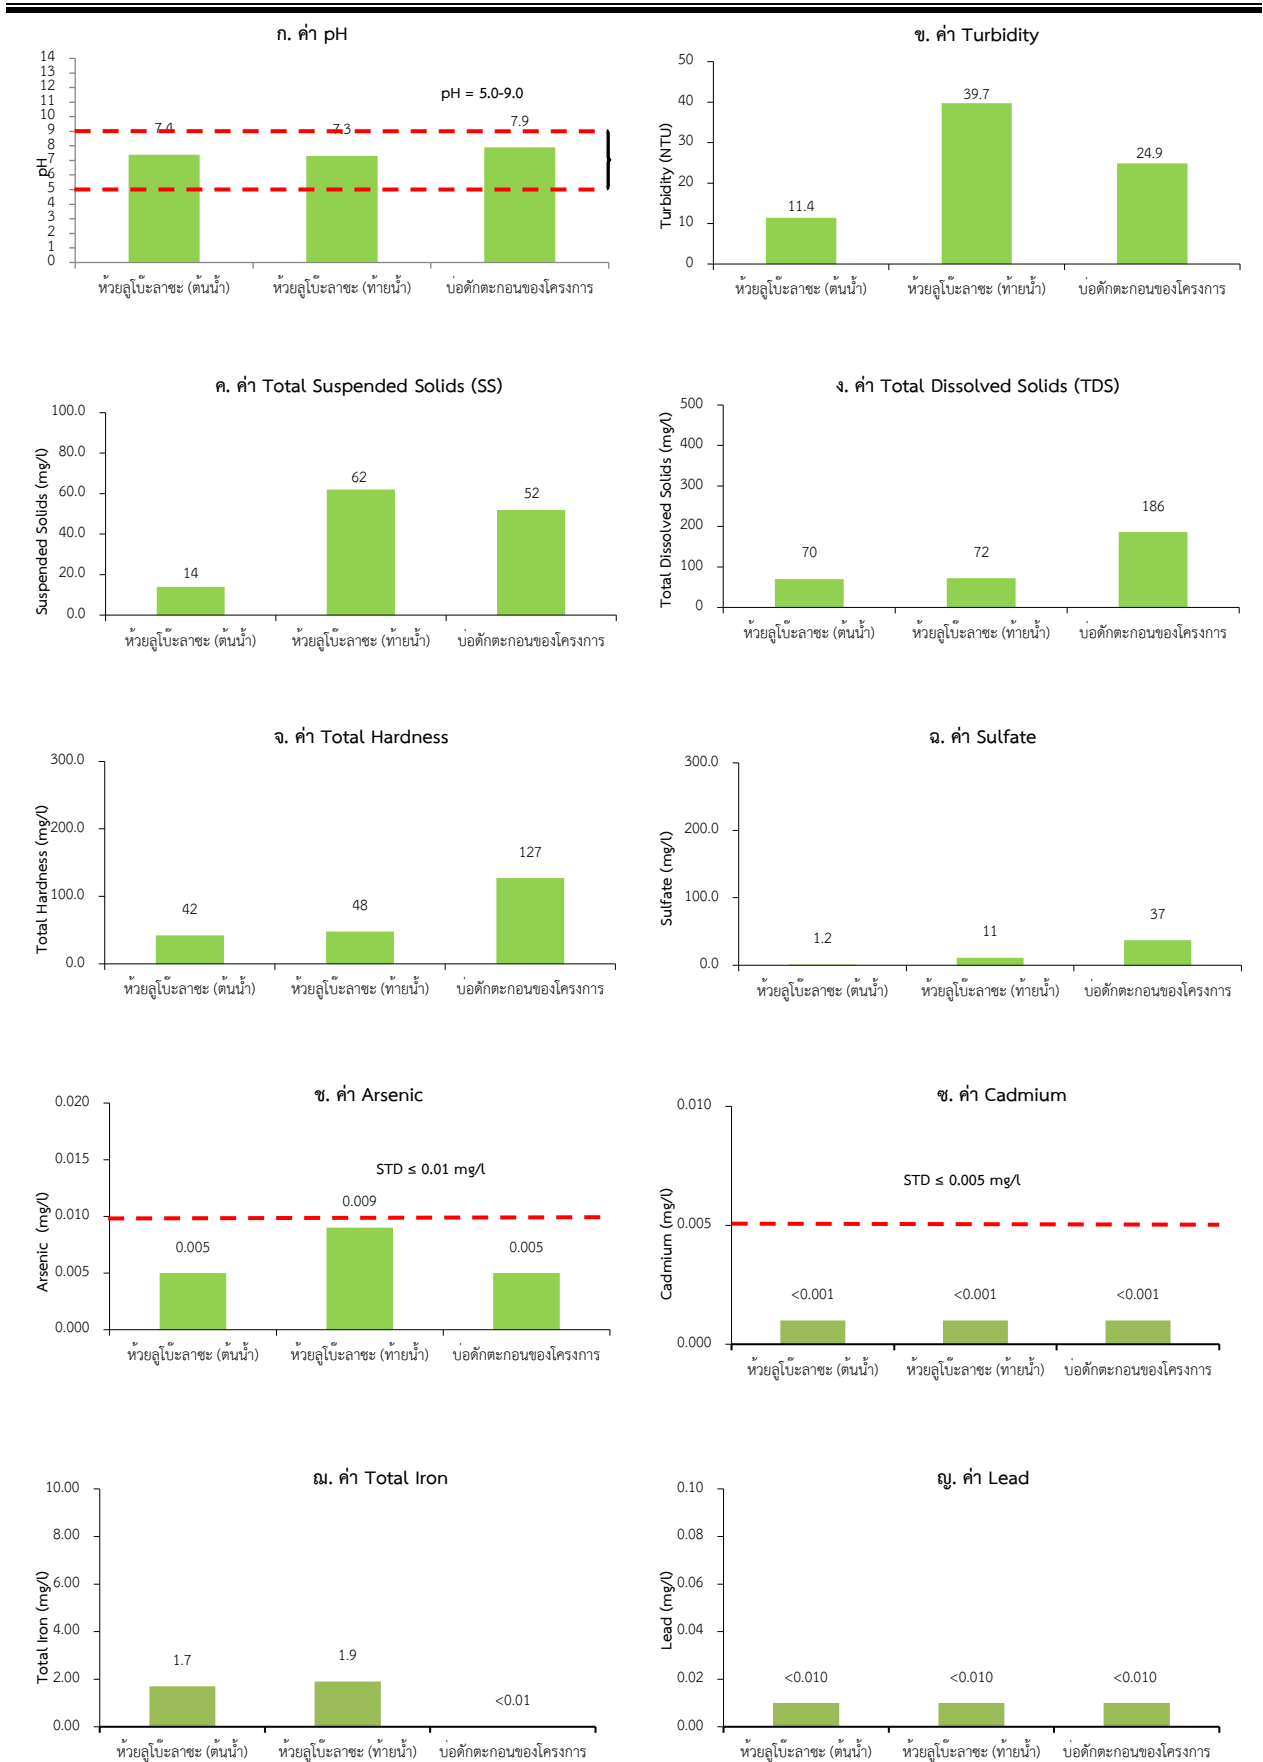 ก. ค่า pH
14
13
12
11
10
9
8
7
6
5
4
3
2
1
0
pH
pH = 5.0-9.0
7.4
7.3
7.9
ห้วยลูโบ๊ะลาซะ (ต้นน้ำ) ห้วยลูโบ๊ะลาซะ (ท้ายน้ำ) บ่อดักตะกอนของโครงการ
ข. ค่า Turbidity
50
40
30
20
10
0
Turbidity (NTU)
11.4
39.7
24.9
ห้วยลูโบ๊ะลาซะ (ต้นน้ำ) ห้วยลูโบ๊ะลาซะ (ท้ายน้ำ) บ่อดักตะกอนของโครงการ
ค. ค่า Total Suspended Solids (SS)
100.0
80.0
60.0
40.0
20.0
0.0
Suspended Solids (mg/l)
14
62
52
ห้วยลูโบ๊ะลาซะ (ต้นน้ำ) ห้วยลูโบ๊ะลาซะ (ท้ายน้ำ) บ่อดักตะกอนของโครงการ
ง. ค่า Total Dissolved Solids (TDS)
500
400
300
200
100
0
Total Dissolved Solids (mg/l)
70
72
186
ห้วยลูโบ๊ะลาซะ (ต้นน้ำ) ห้วยลูโบ๊ะลาซะ (ท้ายน้ำ) บ่อดักตะกอนของโครงการ
จ. ค่า Total Hardness
300.0
200.0
100.0
0.0
Total Hardness (mg/l)
42
48
127
ห้วยลูโบ๊ะลาซะ (ต้นน้ำ) ห้วยลูโบ๊ะลาซะ (ท้ายน้ำ) บ่อดักตะกอนของโครงการ
ฉ. ค่า Sulfate
300.0
200.0
100.0
0.0
Sulfate (mg/l)
1.2
11
37
ห้วยลูโบ๊ะลาซะ (ต้นน้ำ) ห้วยลูโบ๊ะลาซะ (ท้ายน้ำ) บ่อดักตะกอนของโครงการ
ช. ค่า Arsenic
0.020
0.015
0.010
0.005
0.000
Arsenic (mg/l)
STD ≤ 0.01 mg/l
0.005
0.009
0.005
ห้วยลูโบ๊ะลาซะ (ต้นน้ำ) ห้วยลูโบ๊ะลาซะ (ท้ายน้ำ) บ่อดักตะกอนของโครงการ
ซ. ค่า Cadmium
0.010
0.005
0.000
Cadmium (mg/l)
STD ≤ 0.005 mg/l
<0.001
<0.001
<0.001
ห้วยลูโบ๊ะลาซะ (ต้นน้ำ) ห้วยลูโบ๊ะลาซะ (ท้ายน้ำ) บ่อดักตะกอนของโครงการ
ฌ. ค่า Total Iron
10.00
8.00
6.00
4.00
2.00
0.00
Total Iron (mg/l)
1.7
1.9
<0.01
ห้วยลูโบ๊ะลาซะ (ต้นน้ำ) ห้วยลูโบ๊ะลาซะ (ท้ายน้ำ) บ่อดักตะกอนของโครงการ
ญ. ค่า Lead
0.10
0.08
0.06
0.04
0.02
0.00
Lead (mg/l)
<0.010
<0.010
<0.010
ห้วยลูโบ๊ะลาซะ (ต้นน้ำ) ห้วยลูโบ๊ะลาซะ (ท้ายน้ำ) บ่อดักตะกอนของโครงการ